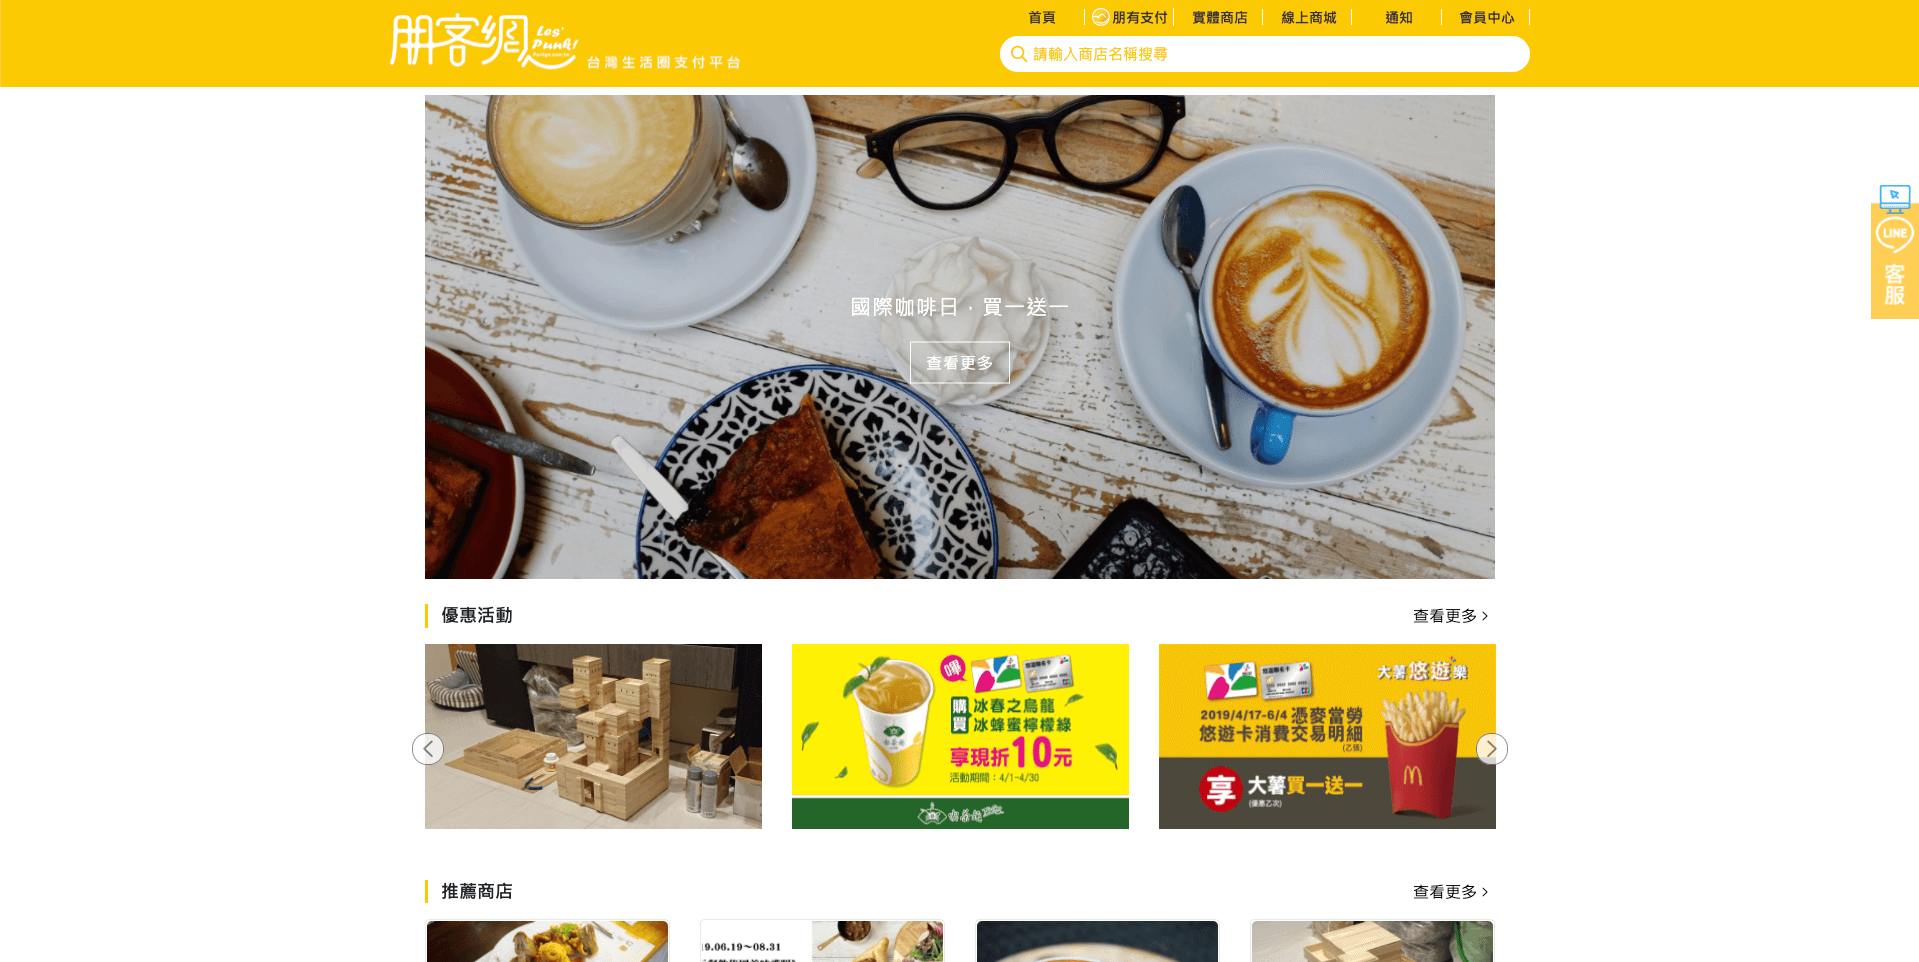 朋客網
Les'
Punk!
台灣生活圈支付平台
首頁
朋有支付
實體商店
線上商城
通知
會員中心
請輸入商店名稱搜尋
LINE
客服
國際咖啡日，買一送一
查看更多
優惠活動
查看更多
嗶
購買
冰春之烏龍
冰蜂蜜檸檬綠
享現折10元
活動期間：4/1-4/30
大薯悠遊樂
2019/4/17-6/4 憑麥當勞
悠遊卡消費交易明細
(乙張)
享
大薯買一送一
(優惠乙次)
推薦商店
查看更多
19.06.19～08.31